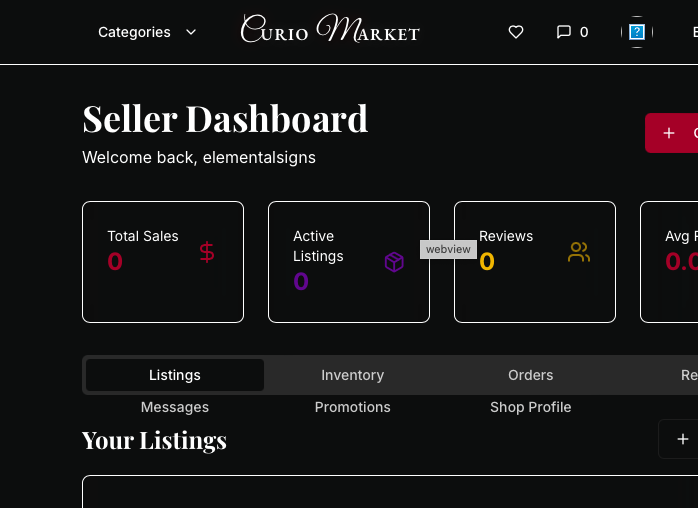 Categories
Curio Market
0
?
Seller Dashboard
Welcome back, elementalsigns
Total Sales
0
Active
Listings
0
webview
Reviews
0
Avg
0.
Listings
Inventory
Orders
Re
Messages
Promotions
Shop Profile
Your Listings